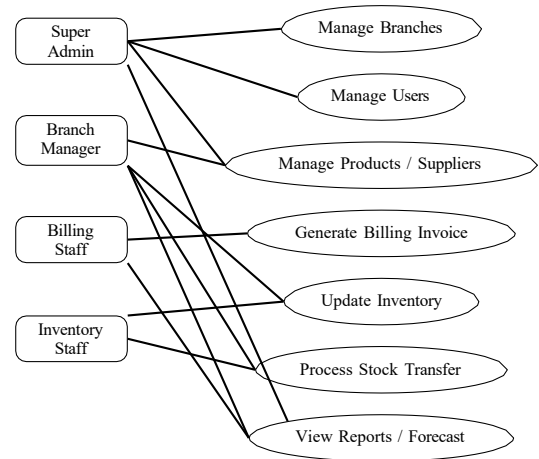 Super
Admin
Branch
Manager
Billing
Staff
Inventory
Staff
Manage Branches
Manage Users
Manage Products / Suppliers
Generate Billing Invoice
Update Inventory
Process Stock Transfer
View Reports / Forecast